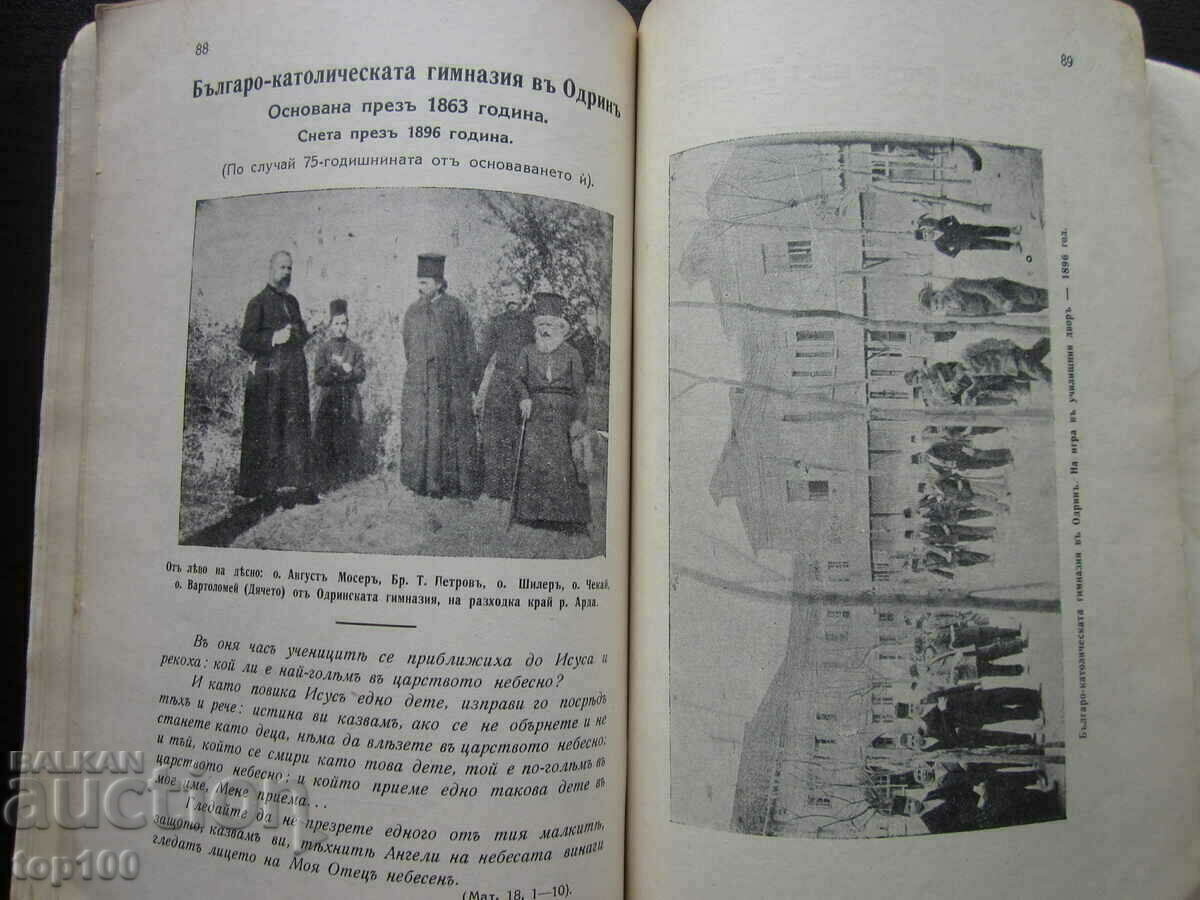 88
Българо-католическата гимназия въ Одринъ
Основана презъ 1863 година.
Снета презъ 1896 година.
(По случай 75-годишнината отъ основаването ѝ).
Отъ лѣво на дѣсно: о. Августъ Мосеръ, Бр. Т. Петровъ, о. Шилеръ, о. Чекай,
о. Вартоломей (Дячето) отъ Одринската гимназия, на разходка край р. Арда.
Въ оня часъ ученицитѣ се приближиха до Исуса и
рекоха: кой ли е най-голѣмъ въ царството небесно?
И като повика Исусъ едно дете, изправи го посрѣдъ
тѣхъ и рече: истина ви казвамъ, ако се не обърнете и не
станете като деца, нѣма да влѣзете въ царството небесно;
и тъй, който се смири като това дете, той е по-голѣмъ въ
царството небесно; и който приеме едно такова дете въ
мое име, Мене приема...
Гледайте да не презрете едного отъ тия малкитѣ,
защото, казвамъ ви, тѣхнитѣ Ангели на небесата винаги
гледатъ лицето на Моя Отецъ небесенъ.
(Мат. 18, 1—10).
89
Българо-католическата гимназия въ Одринъ. На игра въ училищния дворъ — 1896 год.
BALKAN
auction
top100